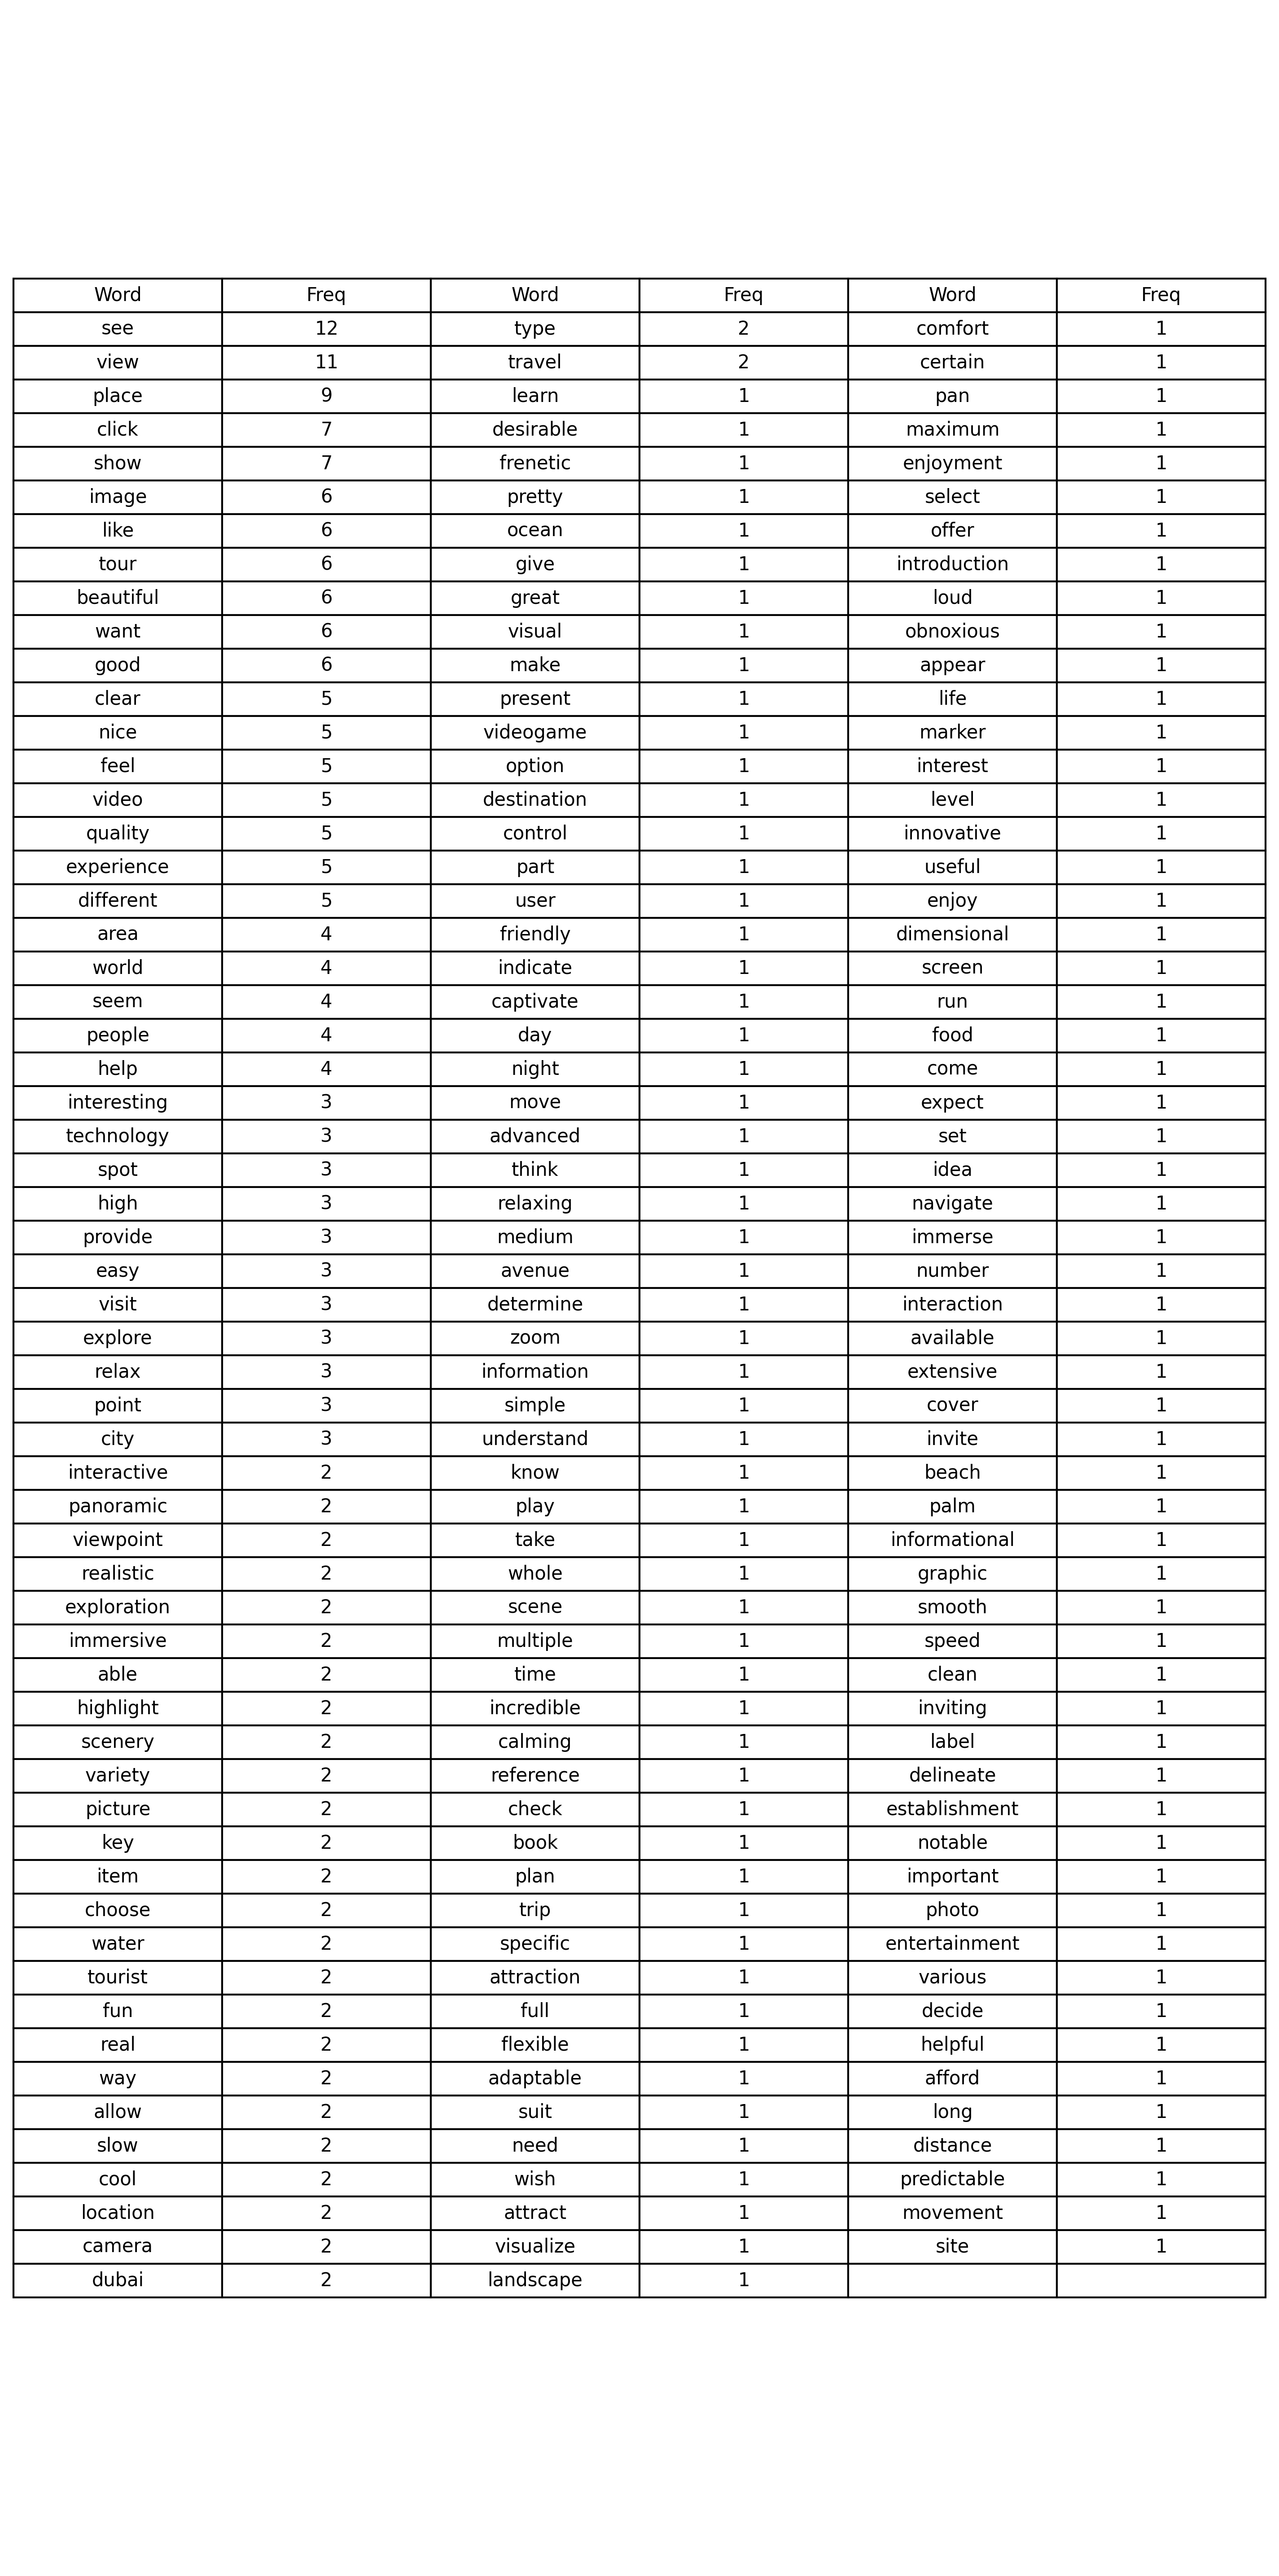 Word Freq Word Freq Word Freq
see 12 type 2 comfort 1
view 11 travel 2 certain 1
place 9 learn 1 pan 1
click 7 desirable 1 maximum 1
show 7 frenetic 1 enjoyment 1
image 6 pretty 1 select 1
like 6 ocean 1 offer 1
tour 6 give 1 introduction 1
beautiful 6 great 1 loud 1
want 6 visual 1 obnoxious 1
good 6 make 1 appear 1
clear 5 present 1 life 1
nice 5 videogame 1 marker 1
feel 5 option 1 interest 1
video 5 destination 1 level 1
quality 5 control 1 innovative 1
experience 5 part 1 useful 1
different 5 user 1 enjoy 1
area 4 friendly 1 dimensional 1
world 4 indicate 1 screen 1
seem 4 captivate 1 run 1
people 4 day 1 food 1
help 4 night 1 come 1
interesting 3 move 1 expect 1
technology 3 advanced 1 set 1
spot 3 think 1 idea 1
high 3 relaxing 1 navigate 1
provide 3 medium 1 immerse 1
easy 3 avenue 1 number 1
visit 3 determine 1 interaction 1
explore 3 zoom 1 available 1
relax 3 information 1 extensive 1
point 3 simple 1 cover 1
city 3 understand 1 invite 1
interactive 2 know 1 beach 1
panoramic 2 play 1 palm 1
viewpoint 2 take 1 informational 1
realistic 2 whole 1 graphic 1
exploration 2 scene 1 smooth 1
immersive 2 multiple 1 speed 1
able 2 time 1 clean 1
highlight 2 incredible 1 inviting 1
scenery 2 calming 1 label 1
variety 2 reference 1 delineate 1
picture 2 check 1 establishment 1
key 2 book 1 notable 1
item 2 plan 1 important 1
choose 2 trip 1 photo 1
water 2 specific 1 entertainment 1
tourist 2 attraction 1 various 1
fun 2 full 1 decide 1
real 2 flexible 1 helpful 1
way 2 adaptable 1 afford 1
allow 2 suit 1 long 1
slow 2 need 1 distance 1
cool 2 wish 1 predictable 1
location 2 attract 1 movement 1
camera 2 visualize 1 site 1
dubai 2 landscape 1